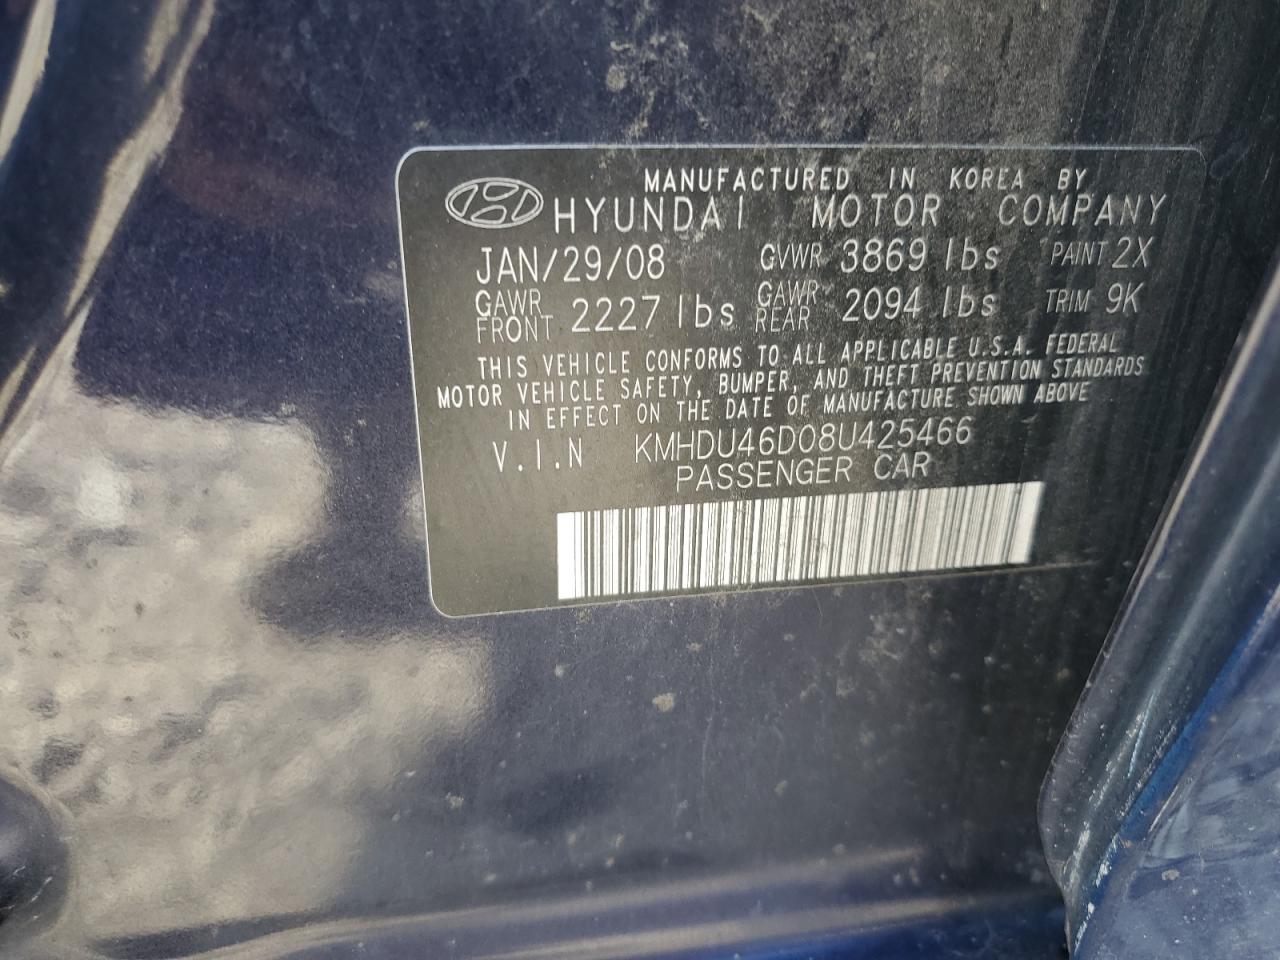 MANUFACTURED IN KOREA BY
HYUNDAI MOTOR COMPANY
JAN/29/08 GVWR 3869 lbs PAINT 2X
GAWR FRONT 2227 lbs GAWR REAR 2094 lbs TRIM 9K
THIS VEHICLE CONFORMS TO ALL APPLICABLE U.S.A. FEDERAL
MOTOR VEHICLE SAFETY, BUMPER, AND THEFT PREVENTION STANDARDS
IN EFFECT ON THE DATE OF MANUFACTURE SHOWN ABOVE
V.I.N KMHDU46D08U425466
PASSENGER CAR